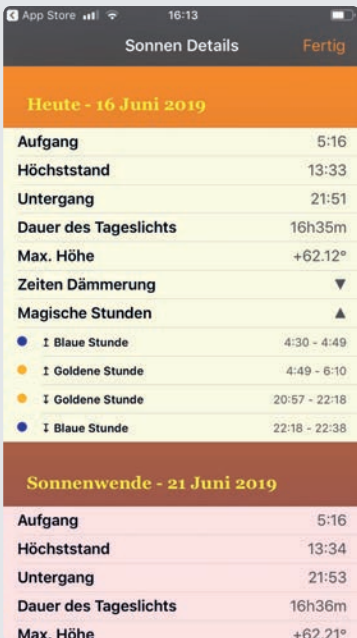 App Store 16:13
Sonnen Details Fertig
Heute - 16 Juni 2019
Aufgang 5:16
Höchststand 13:33
Untergang 21:51
Dauer des Tageslichts 16h35m
Max. Höhe +62.12°
Zeiten Dämmerung ▼
Magische Stunden ▲
↥ Blaue Stunde 4:30 - 4:49
↥ Goldene Stunde 4:49 - 6:10
↧ Goldene Stunde 20:57 - 22:18
↧ Blaue Stunde 22:18 - 22:38
Sonnenwende - 21 Juni 2019
Aufgang 5:16
Höchststand 13:34
Untergang 21:53
Dauer des Tageslichts 16h36m
Max. Höhe +62.21°